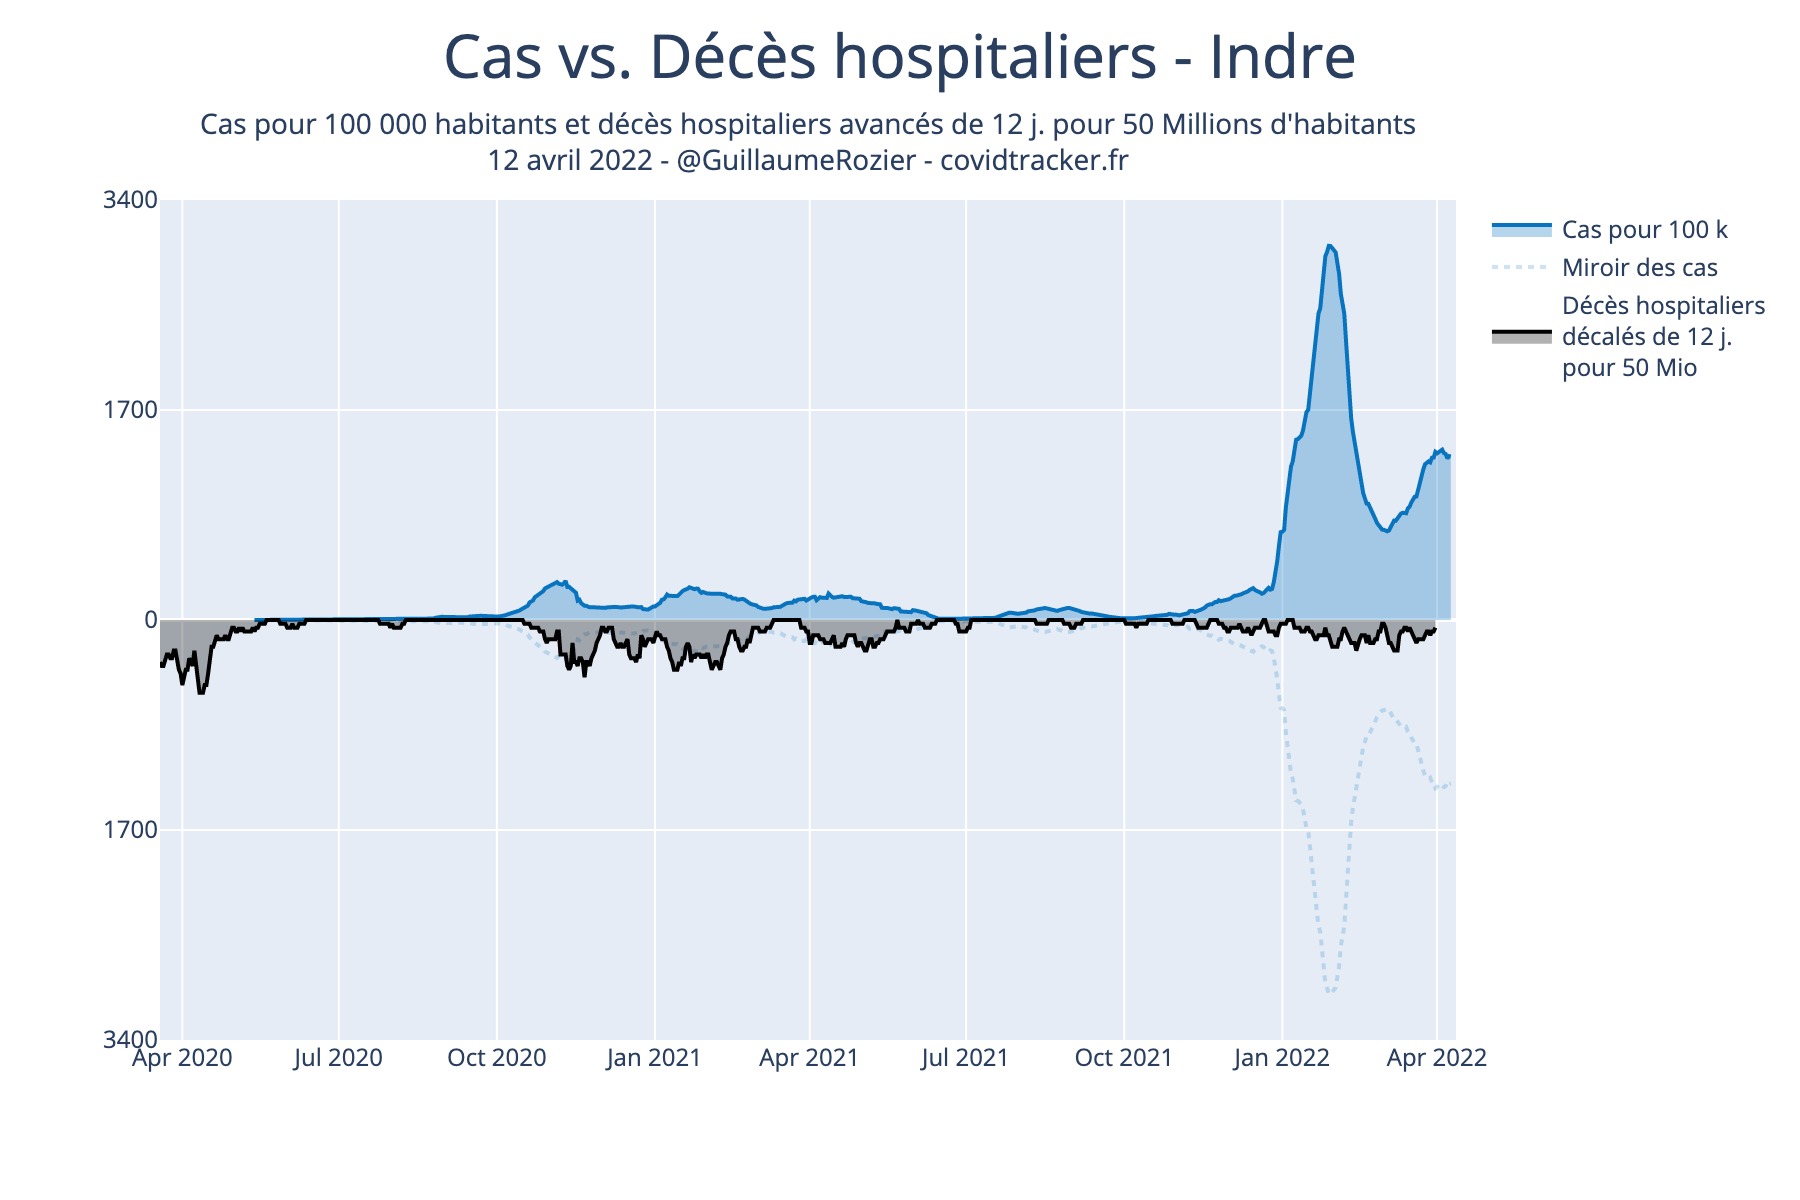 Cas vs. Décès hospitaliers - Indre
Cas pour 100 000 habitants et décès hospitaliers avancés de 12 j. pour 50 Millions d'habitants
12 avril 2022 - @GuillaumeRozier - covidtracker.fr
3400
1700
0
1700
3400
Apr 2020
Jul 2020
Oct 2020
Jan 2021
Apr 2021
Jul 2021
Oct 2021
Jan 2022
Apr 2022
Cas pour 100 k
Miroir des cas
Décès hospitaliers
décalés de 12 j.
pour 50 Mio